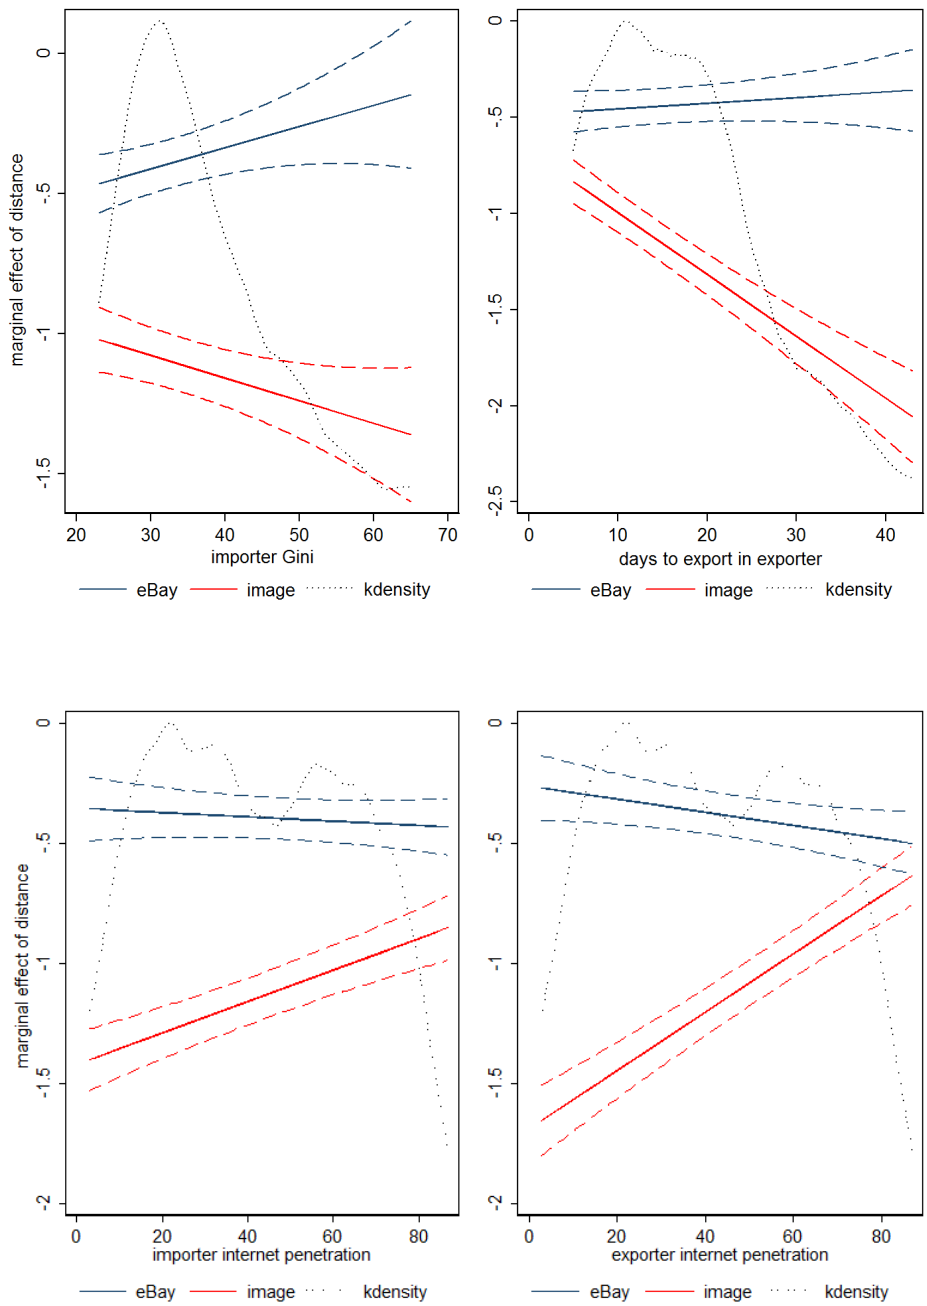 marginal effect of distance
0
-.5
-1
-1.5
20 30 40 50 60 70
importer Gini
eBay image kdensity
0
-.5
-1
-1.5
-2
-2.5
0 10 20 30 40
days to export in exporter
eBay image kdensity
marginal effect of distance
0
-.5
-1
-1.5
-2
0 20 40 60 80
importer internet penetration
eBay image kdensity
0
-.5
-1
-1.5
-2
0 20 40 60 80
exporter internet penetration
eBay image kdensity